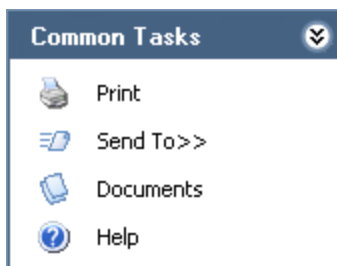 Common Tasks
Print
Send To>>
Documents
Help